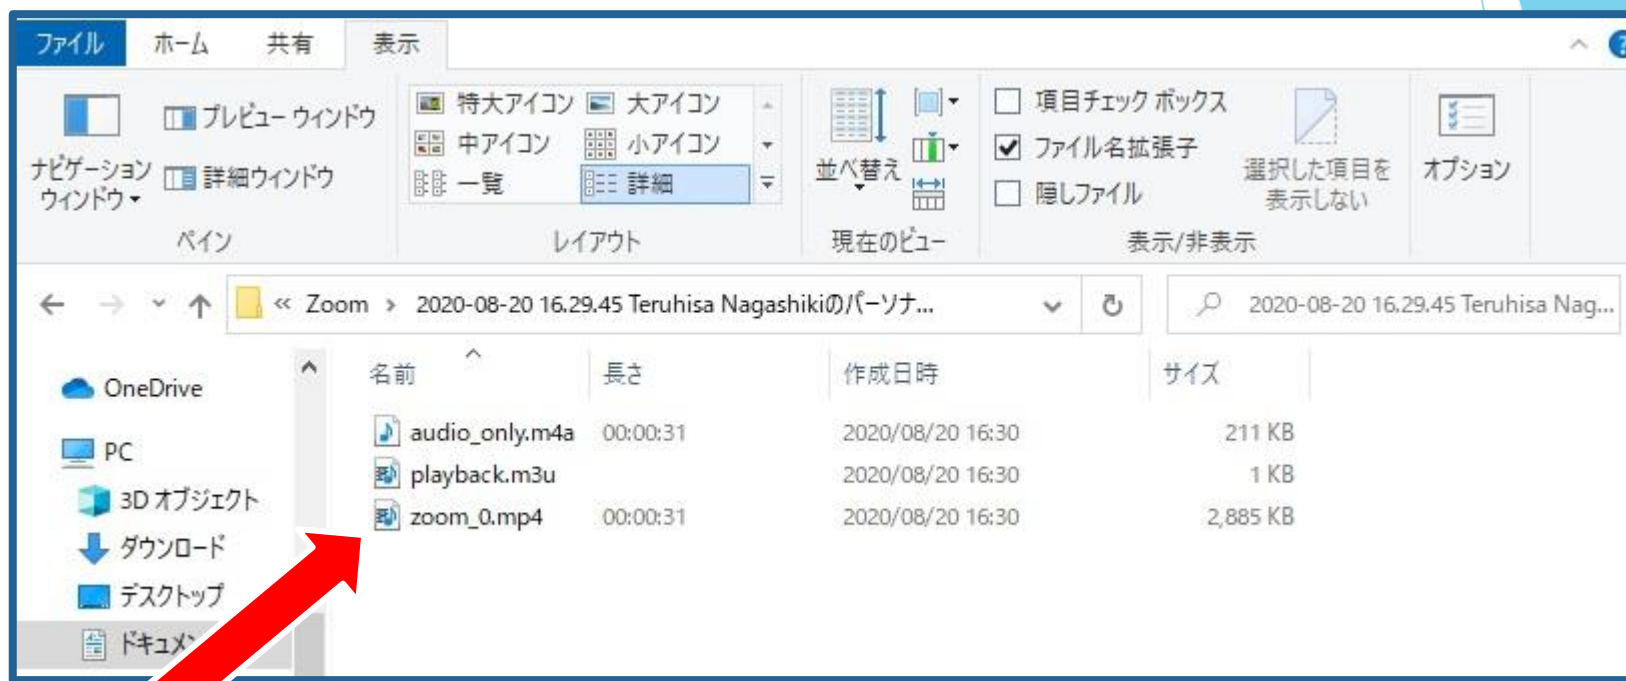 ファイル ホーム 共有 表示
プレビュー ウィンドウ
詳細ウィンドウ
ナビゲーション
ウィンドウ
ペイン
特大アイコン 大アイコン
中アイコン 小アイコン
一覧 詳細
レイアウト
並べ替え
現在のビュー
項目チェック ボックス
ファイル名拡張子
隠しファイル
選択した項目を
表示しない
表示/非表示
オプション
« Zoom › 2020-08-20 16.29.45 Teruhisa Nagashikiのパーソナ...
2020-08-20 16.29.45 Teruhisa Nag...
OneDrive
PC
3D オブジェクト
ダウンロード
デスクトップ
名前 長さ 作成日時 サイズ
audio_only.m4a 00:00:31 2020/08/20 16:30 211 KB
playback.m3u 2020/08/20 16:30 1 KB
zoom_0.mp4 00:00:31 2020/08/20 16:30 2,885 KB